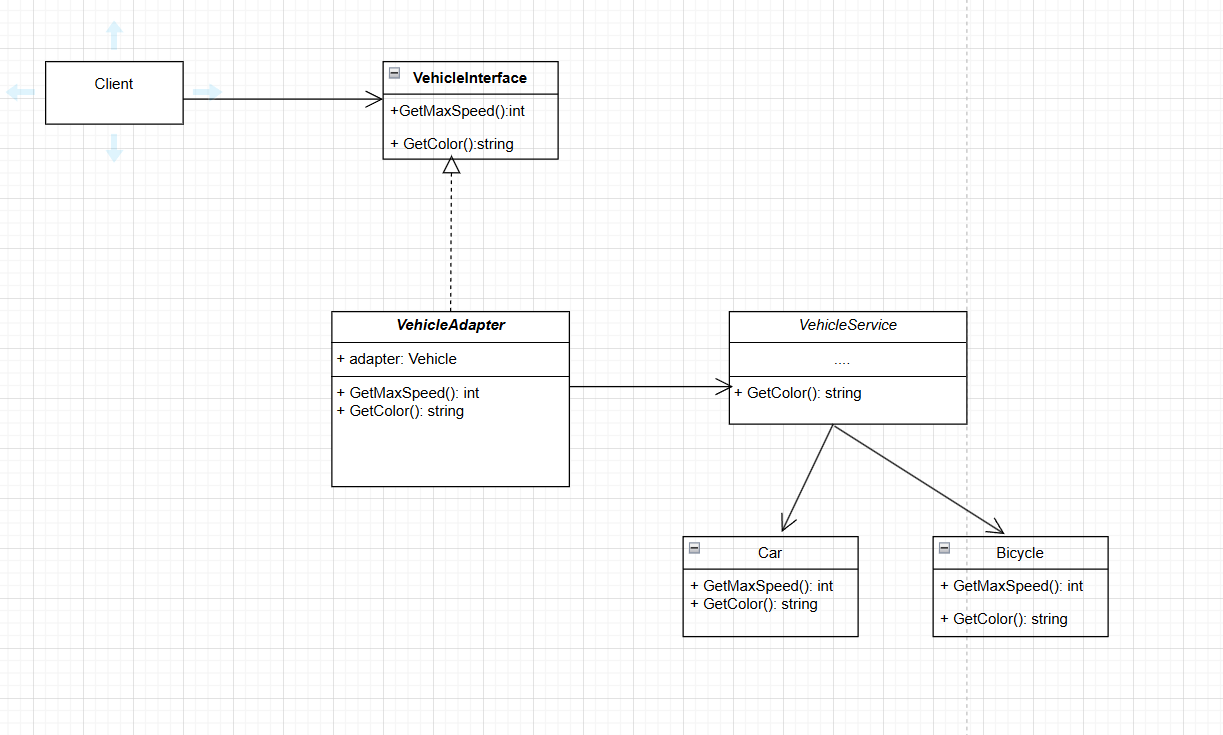 Client
VehicleInterface
+GetMaxSpeed():int
+ GetColor():string
VehicleAdapter
+ adapter: Vehicle
+ GetMaxSpeed(): int
+ GetColor(): string
VehicleService
....
+ GetColor(): string
Car
+ GetMaxSpeed(): int
+ GetColor(): string
Bicycle
+ GetMaxSpeed(): int
+ GetColor(): string